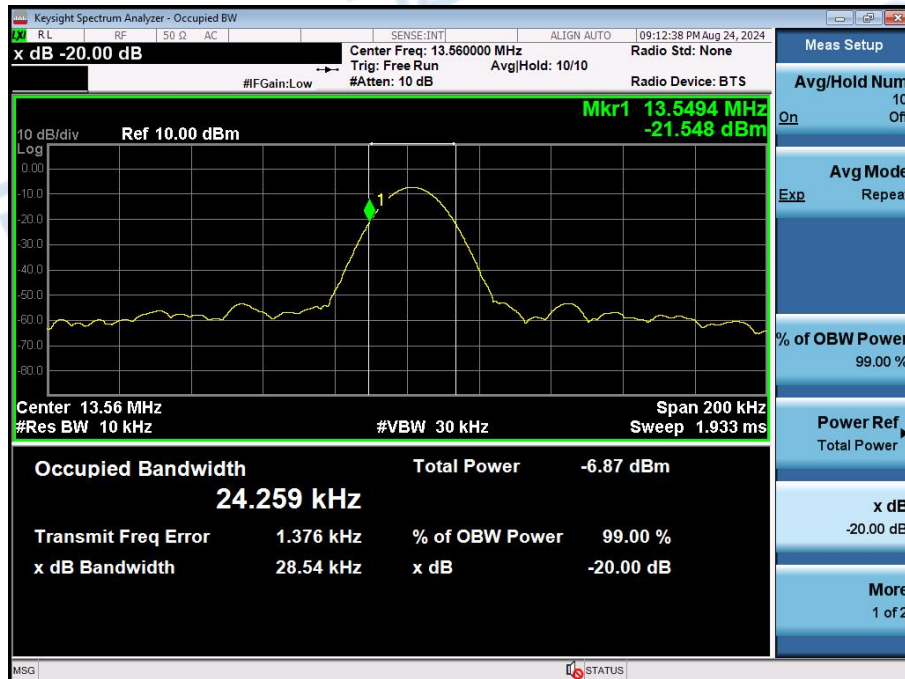 Keysight Spectrum Analyzer - Occupied BW
LXI RL RF 50 Ω AC SENSE:INT ALIGN AUTO 09:12:38 PM Aug 24, 2024
x dB -20.00 dB
Center Freq: 13.560000 MHz Radio Std: None
Trig: Free Run Avg|Hold: 10/10
#IFGain:Low #Atten: 10 dB Radio Device: BTS
Mkr1 13.5494 MHz
-21.548 dBm
10 dB/div Ref 10.00 dBm
Log
0.00
-10.0
1
-20.0
-30.0
-40.0
-50.0
-60.0
-70.0
-80.0
Center 13.56 MHz Span 200 kHz
#Res BW 10 kHz #VBW 30 kHz Sweep 1.933 ms
Occupied Bandwidth Total Power -6.87 dBm
24.259 kHz
Transmit Freq Error 1.376 kHz % of OBW Power 99.00 %
x dB Bandwidth 28.54 kHz x dB -20.00 dB
MSG STATUS
Meas Setup
Avg/Hold Num
10
On Of
Avg Mode
Exp Repea
% of OBW Power
99.00 %
Power Ref
Total Power
x dB
-20.00 dB
More
1 of 2